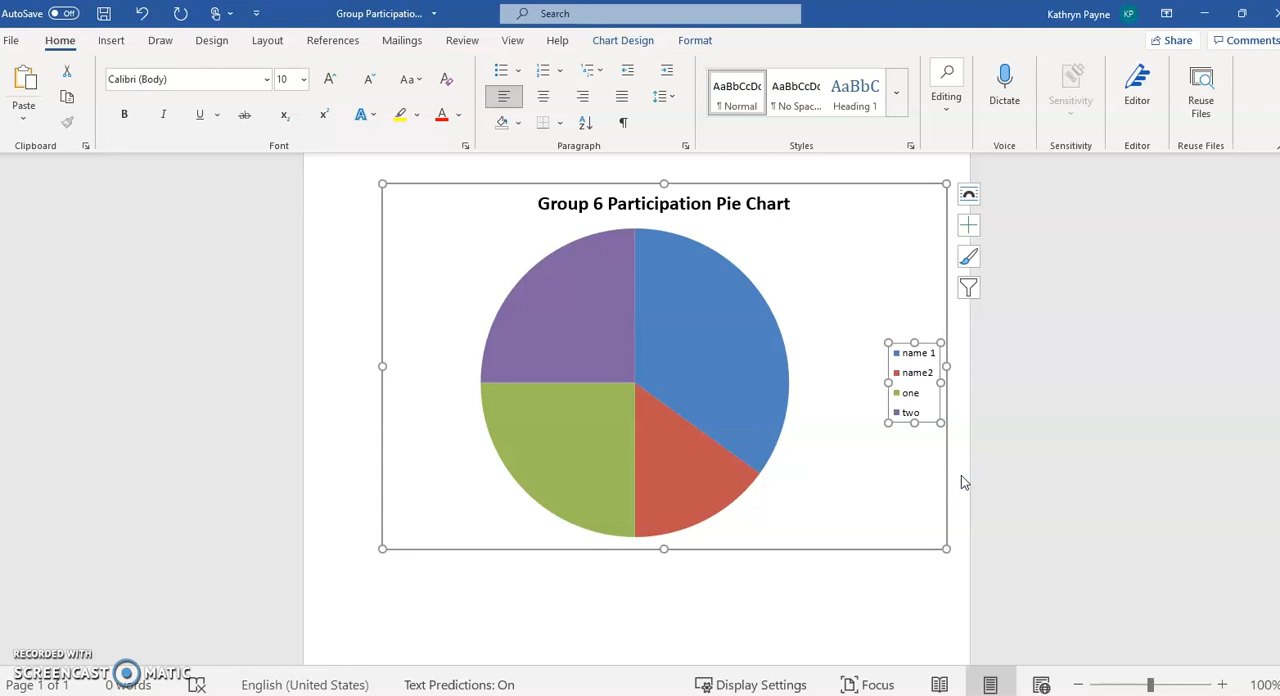 AutoSave Off Group Participatio... Search Kathryn Payne KP
File Home Insert Draw Design Layout References Mailings Review View Help Chart Design Format Share Comments
Calibri (Body) 10 A A Aa A AaBbCcDc AaBbCcDc AaBbC
Paste B I U ab x2 x2 A A ¶ Normal ¶ No Spac... Heading 1 Editing Dictate Sensitivity Editor Reuse Files
Clipboard Font Paragraph Styles Voice Sensitivity Editor Reuse Files
Group 6 Participation Pie Chart
name 1
name2
one
two
RECORDED WITH
SCREENCAST MATIC
Page 1 of 1 0 words English (United States) Text Predictions: On Display Settings Focus 100%